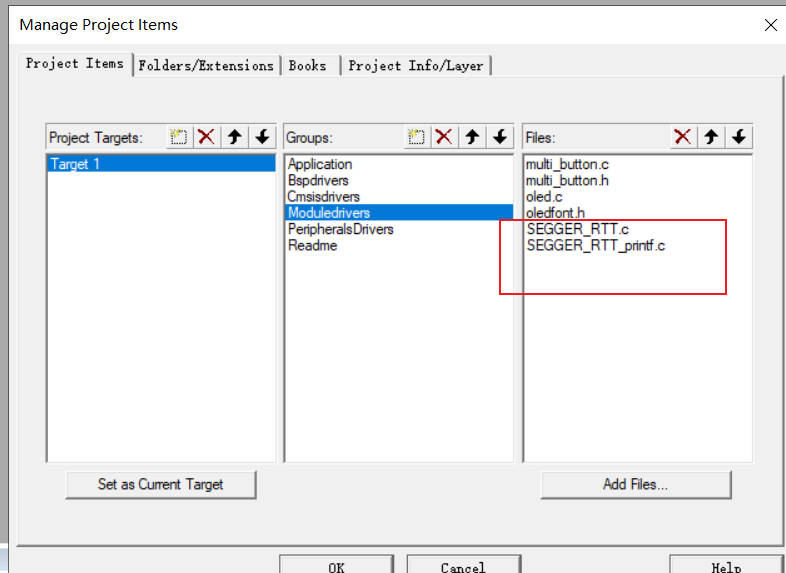 Manage Project Items
Project Items Folders/Extensions Books Project Info/Layer
Project Targets:
Target 1
Set as Current Target
Groups:
Application
Bspdrivers
Cmsisdrivers
Moduledrivers
PeripheralsDrivers
Readme
Files:
multi_button.c
multi_button.h
oled.c
oledfont.h
SEGGER_RTT.c
SEGGER_RTT_printf.c
Add Files...
OK Cancel Help